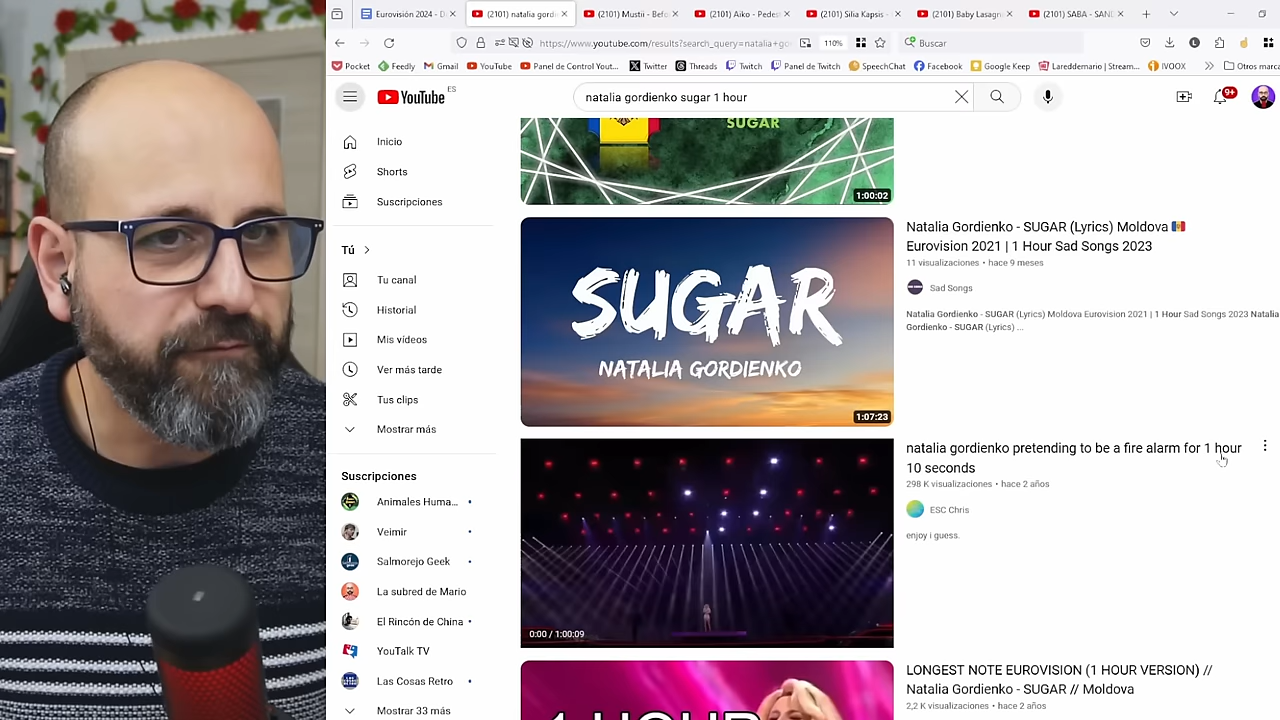 Eurovisión 2024 - D
(2101) natalia gordi
(2101) Mustii - Befo
(2101) Aiko - Pedest
(2101) Silia Kapsis -
(2101) Baby Lasagn
(2101) SABA - SAND
https://www.youtube.com/results?search_query=natalia+go
110%
Buscar
Pocket
Feedly
Gmail
YouTube
Panel de Control Yout...
Twitter
Threads
Twitch
Panel de Twitch
SpeechChat
Facebook
Google Keep
Lareddemario | Stream...
IVOOX
Otros marca
YouTube ES
natalia gordienko sugar 1 hour
9+
Inicio
Shorts
Suscripciones
Tú
Tu canal
Historial
Mis vídeos
Ver más tarde
Tus clips
Mostrar más
Suscripciones
Animales Huma...
Veimir
Salmorejo Geek
La subred de Mario
El Rincón de China
YouTalk TV
Las Cosas Retro
Mostrar 33 más
SUGAR
1:00:02
SUGAR
NATALIA GORDIENKO
1:07:23
Natalia Gordienko - SUGAR (Lyrics) Moldova 🇲🇩
Eurovision 2021 | 1 Hour Sad Songs 2023
11 visualizaciones • hace 9 meses
Sad Songs
Natalia Gordienko - SUGAR (Lyrics) Moldova Eurovision 2021 | 1 Hour Sad Songs 2023 Natalia
Gordienko - SUGAR (Lyrics) ...
0:00 / 1:00:09
natalia gordienko pretending to be a fire alarm for 1 hour
10 seconds
298 K visualizaciones • hace 2 años
ESC Chris
enjoy i guess.
1 HOUR
LONGEST NOTE EUROVISION (1 HOUR VERSION) //
Natalia Gordienko - SUGAR // Moldova
2,2 K visualizaciones • hace 2 años